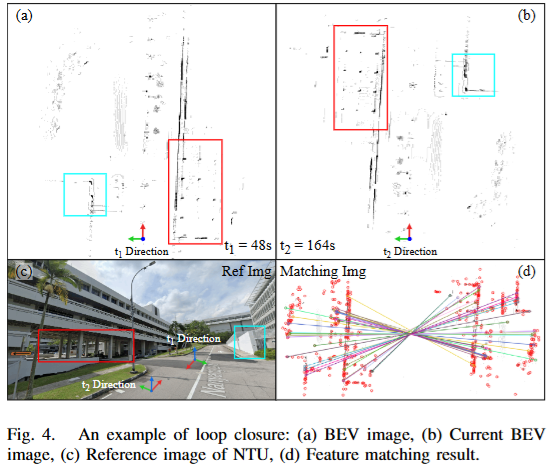 (a)
(b)
t1 Direction
t1 = 48s
t2 = 164s
t2 Direction
(c)
Ref Img
Matching Img
(d)
t1 Direction
t2 Direction
Fig. 4. An example of loop closure: (a) BEV image, (b) Current BEV
image, (c) Reference image of NTU, (d) Feature matching result.